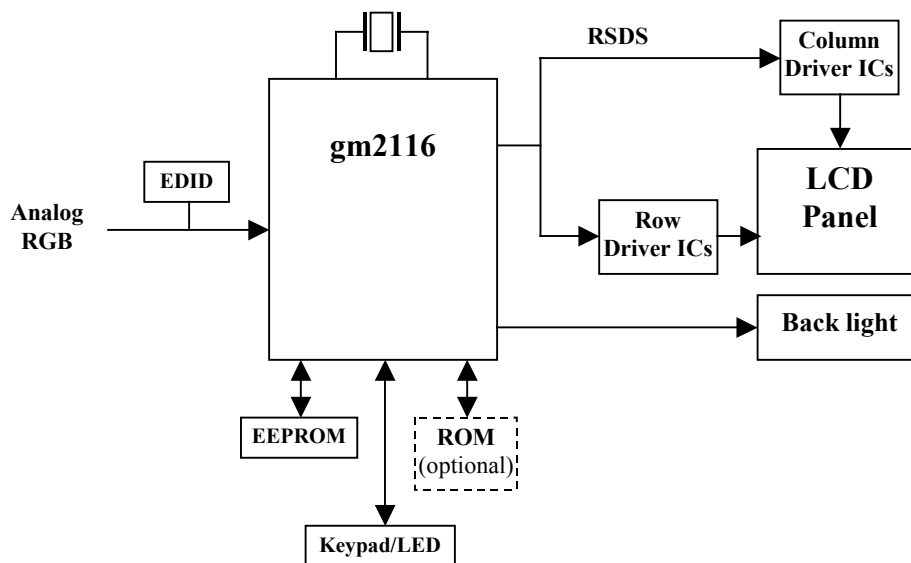 RSDS
Column
Driver ICs
gm2116
EDID
Analog
RGB
LCD
Panel
Row
Driver ICs
Back light
EEPROM
ROM
(optional)
Keypad/LED